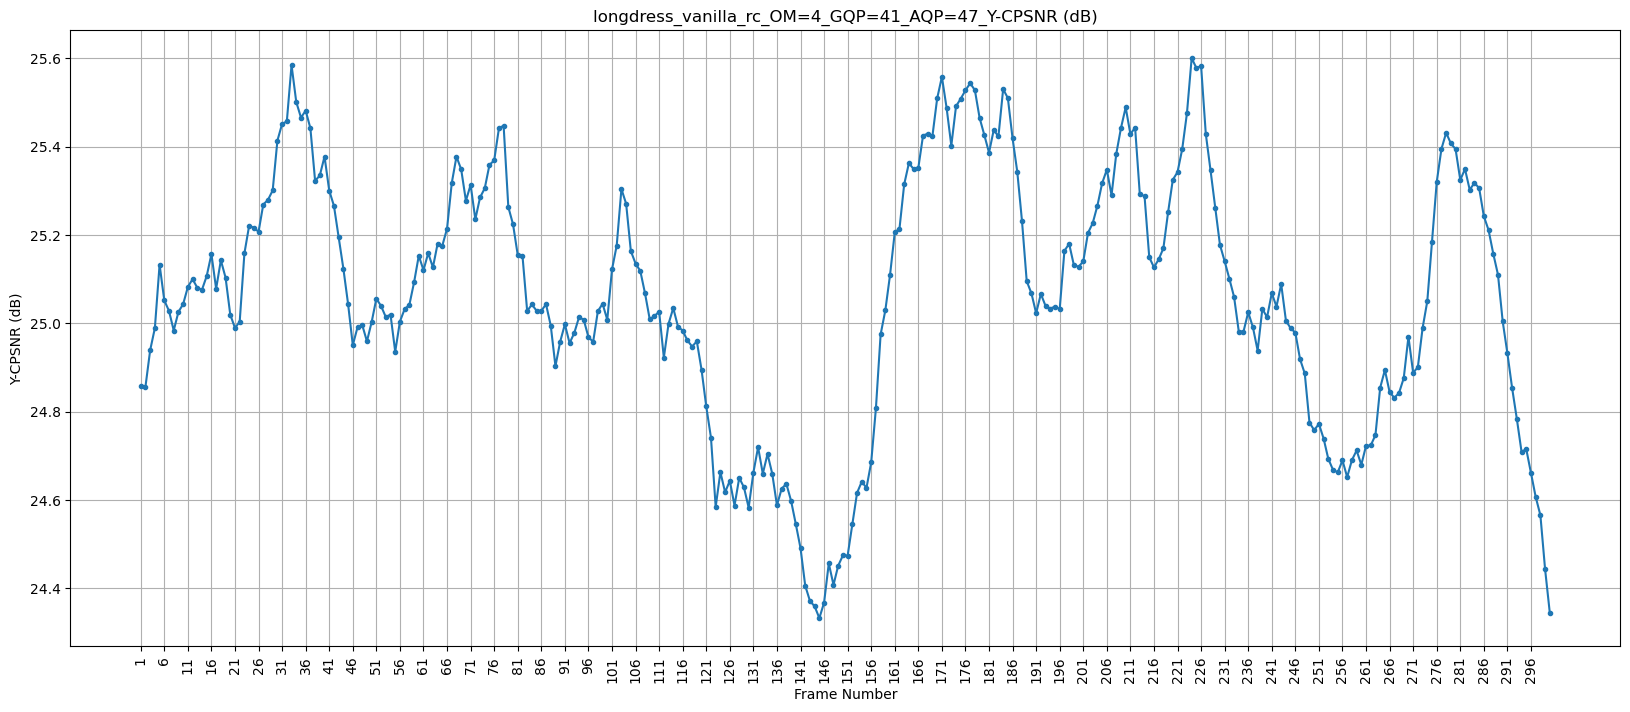 longdress_vanilla_rc_OM=4_GQP=41_AQP=47_Y-CPSNR (dB)
Y-CPSNR (dB)
25.6
25.4
25.2
25.0
24.8
24.6
24.4
1 6 11 16 21 26 31 36 41 46 51 56 61 66 71 76 81 86 91 96 101 106 111 116 121 126 131 136 141 146 151 156 161 166 171 176 181 186 191 196 201 206 211 216 221 226 231 236 241 246 251 256 261 266 271 276 281 286 291 296
Frame Number